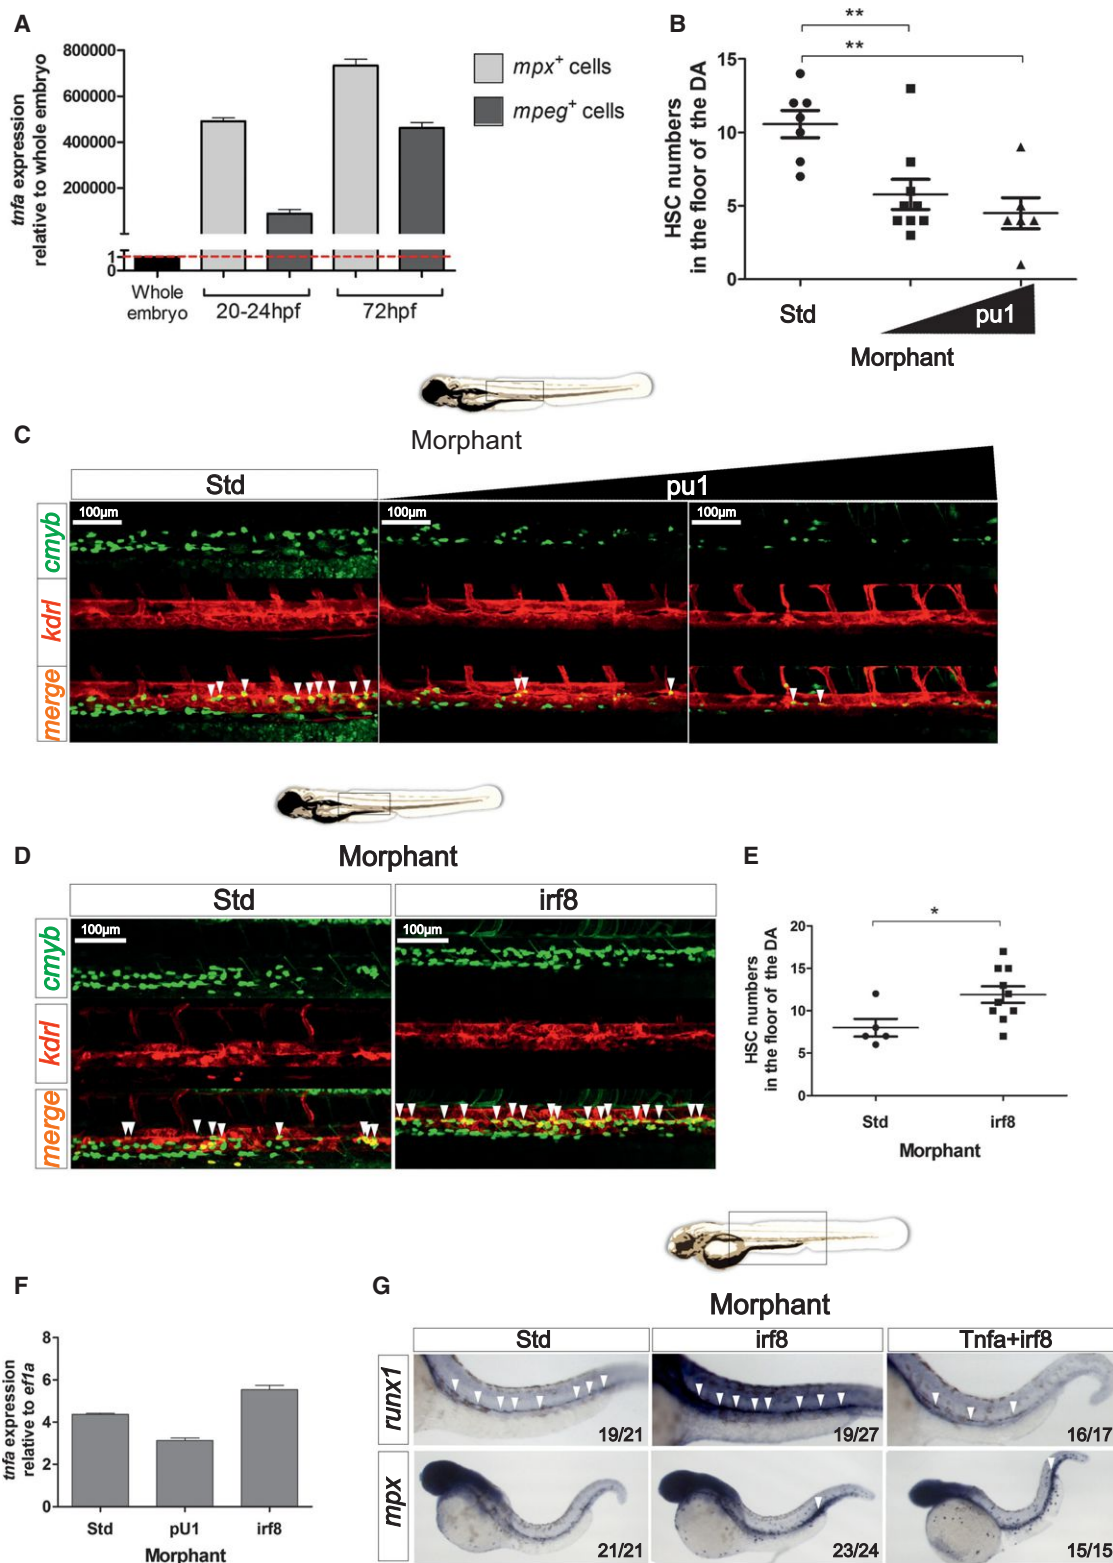 A
tnfa expression
relative to whole embryo
800000
600000
400000
200000
1
0
mpx+ cells
mpeg+ cells
Whole
embryo
20-24hpf
72hpf
B
HSC numbers
in the floor of the DA
15
10
5
0
**
**
Std
pu1
Morphant
C
Morphant
Std
pu1
cmyb
kdrl
merge
100µm
100µm
100µm
D
Morphant
Std
irf8
cmyb
kdrl
merge
100µm
100µm
E
HSC numbers
in the floor of the DA
20
15
10
5
0
*
Std
irf8
Morphant
F
tnfa expression
relative to ef1a
8
6
4
2
0
Std
pU1
irf8
Morphant
G
Morphant
Std
irf8
Tnfa+irf8
runx1
19/21
19/27
16/17
mpx
21/21
23/24
15/15